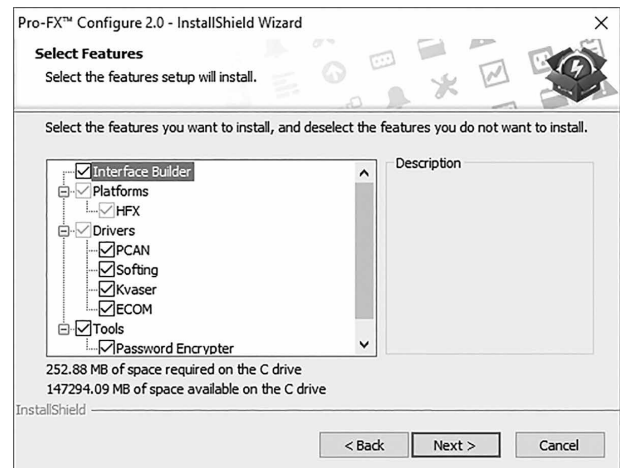 Pro-FX™ Configure 2.0 - InstallShield Wizard
Select Features
Select the features setup will install.
Select the features you want to install, and deselect the features you do not want to install.
Interface Builder
Platforms
HFX
Drivers
PCAN
Softing
Kvaser
ECOM
Tools
Password Encrypter
Description
252.88 MB of space required on the C drive
147294.09 MB of space available on the C drive
InstallShield
< Back
Next >
Cancel